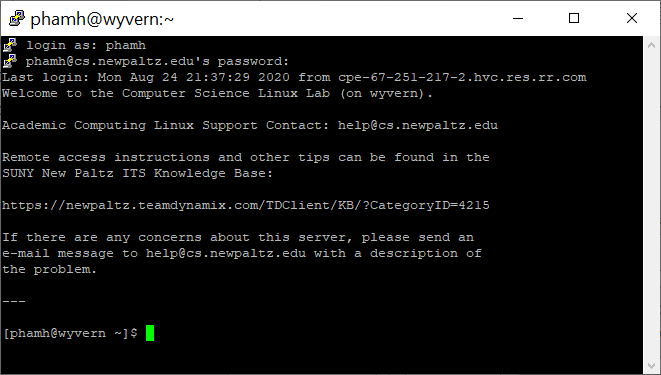 phamh@wyvern:~
login as: phamh
phamh@cs.newpaltz.edu's password:
Last login: Mon Aug 24 21:37:29 2020 from cpe-67-251-217-2.hvc.res.rr.com
Welcome to the Computer Science Linux Lab (on wyvern).
Academic Computing Linux Support Contact: help@cs.newpaltz.edu
Remote access instructions and other tips can be found in the
SUNY New Paltz ITS Knowledge Base:
https://newpaltz.teamdynamix.com/TDClient/KB/?CategoryID=4215
If there are any concerns about this server, please send an
e-mail message to help@cs.newpaltz.edu with a description of
the problem.
---
[phamh@wyvern ~]$